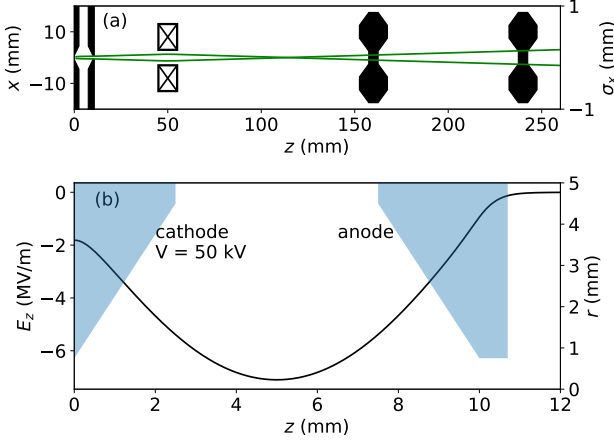 (a)
20
10
−10
x (mm)
1
−1
σx (mm)
0 50 100 150 200 250
z (mm)
(b)
0
−2
−4
−6
Ez (MV/m)
cathode
V = 50 kV
anode
5
4
3
2
1
0
r (mm)
0 2 4 6 8 10 12
z (mm)